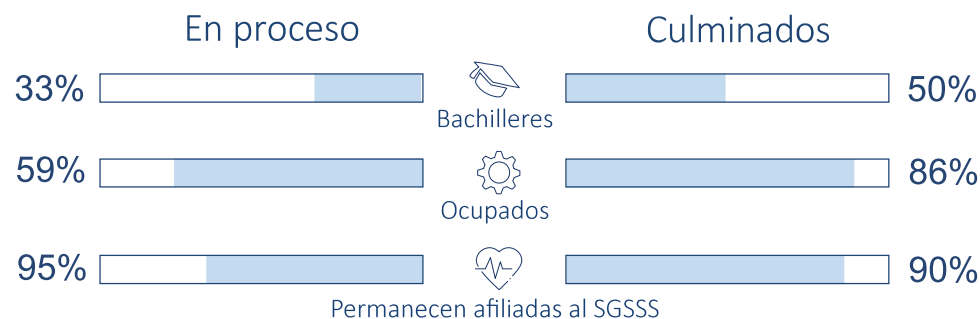 En proceso
Culminados
33%
50%
Bachilleres
59%
86%
Ocupados
95%
90%
Permanecen afiliadas al SGSSS